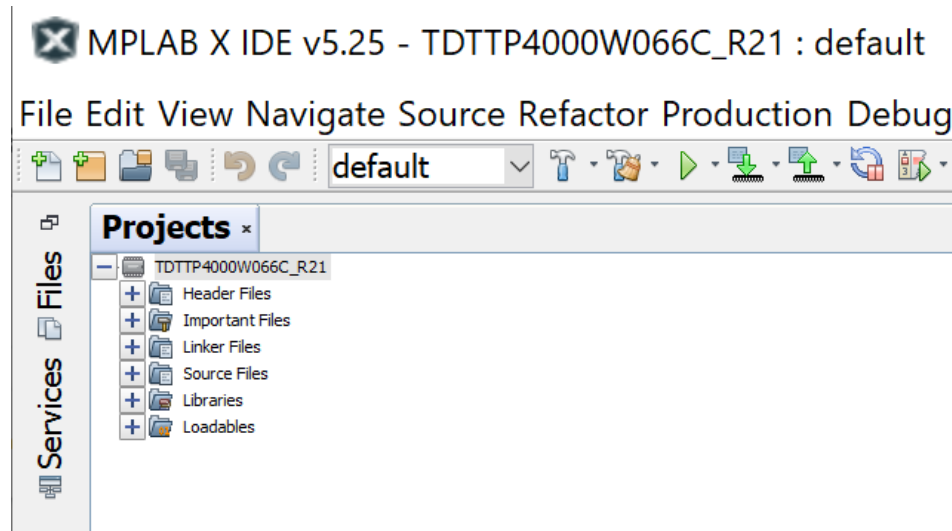 MPLAB X IDE v5.25 - TDTTP4000W066C_R21 : default
File Edit View Navigate Source Refactor Production Debug
default
Projects ×
Files
Services
TDTTP4000W066C_R21
Header Files
Important Files
Linker Files
Source Files
Libraries
Loadables